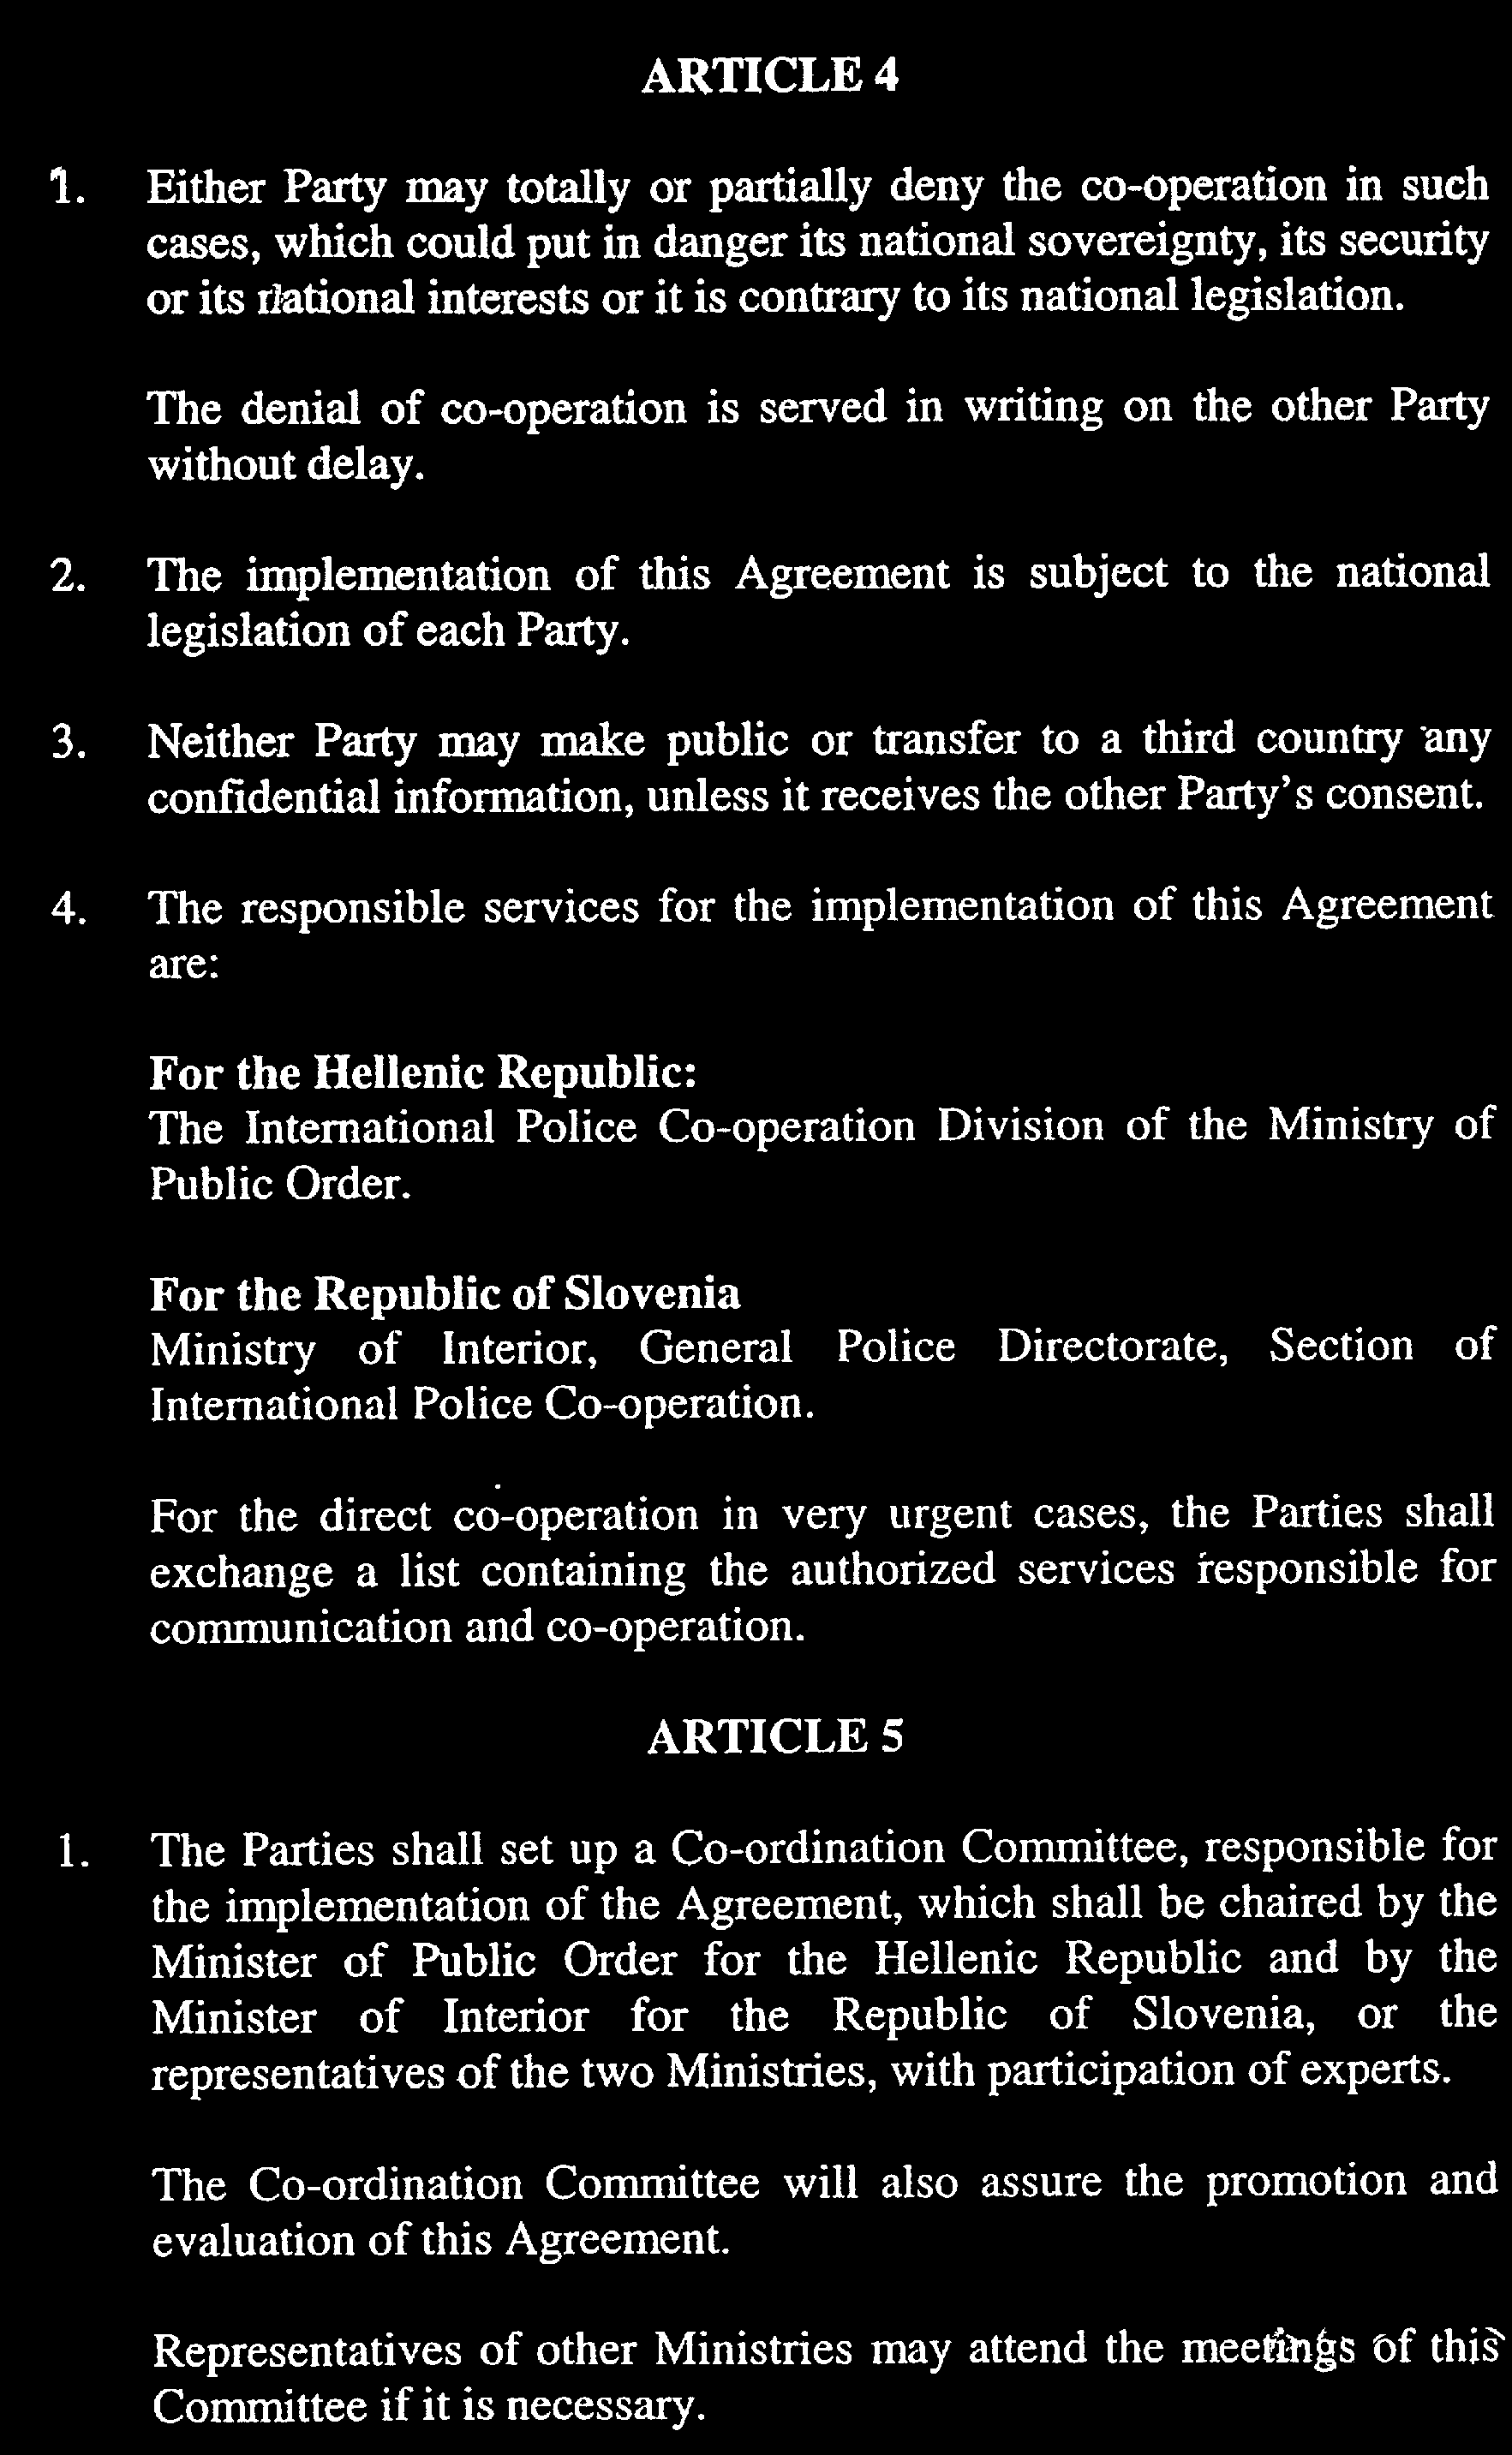 ARTICLE 4
1. Either Party may totally or partially deny the co-operation in such
cases, which could put in danger its national sovereignty, its security
or its national interests or it is contrary to its national legislation.
The denial of co-operation is served in writing on the other Party
without delay.
2. The implementation of this Agreement is subject to the national
legislation of each Party.
3. Neither Party may make public or transfer to a third country any
confidential information, unless it receives the other Party's consent.
4. The responsible services for the implementation of this Agreement
are:
For the Hellenic Republic:
The International Police Co-operation Division of the Ministry of
Public Order.
For the Republic of Slovenia
Ministry of Interior, General Police Directorate, Section of
International Police Co-operation.
For the direct co-operation in very urgent cases, the Parties shall
exchange a list containing the authorized services responsible for
communication and co-operation.
ARTICLE 5
1. The Parties shall set up a Co-ordination Committee, responsible for
the implementation of the Agreement, which shall be chaired by the
Minister of Public Order for the Hellenic Republic and by the
Minister of Interior for the Republic of Slovenia, or the
representatives of the two Ministries, with participation of experts.
The Co-ordination Committee will also assure the promotion and
evaluation of this Agreement.
Representatives of other Ministries may attend the meetings of this
Committee if it is necessary.